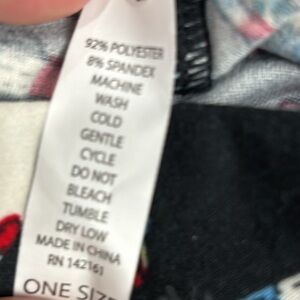 92% POLYESTER
8% SPANDEX
MACHINE
WASH
COLD
GENTLE
CYCLE
DO NOT
BLEACH
TUMBLE
DRY LOW
MADE IN CHINA
RN 142161
ONE SIZE